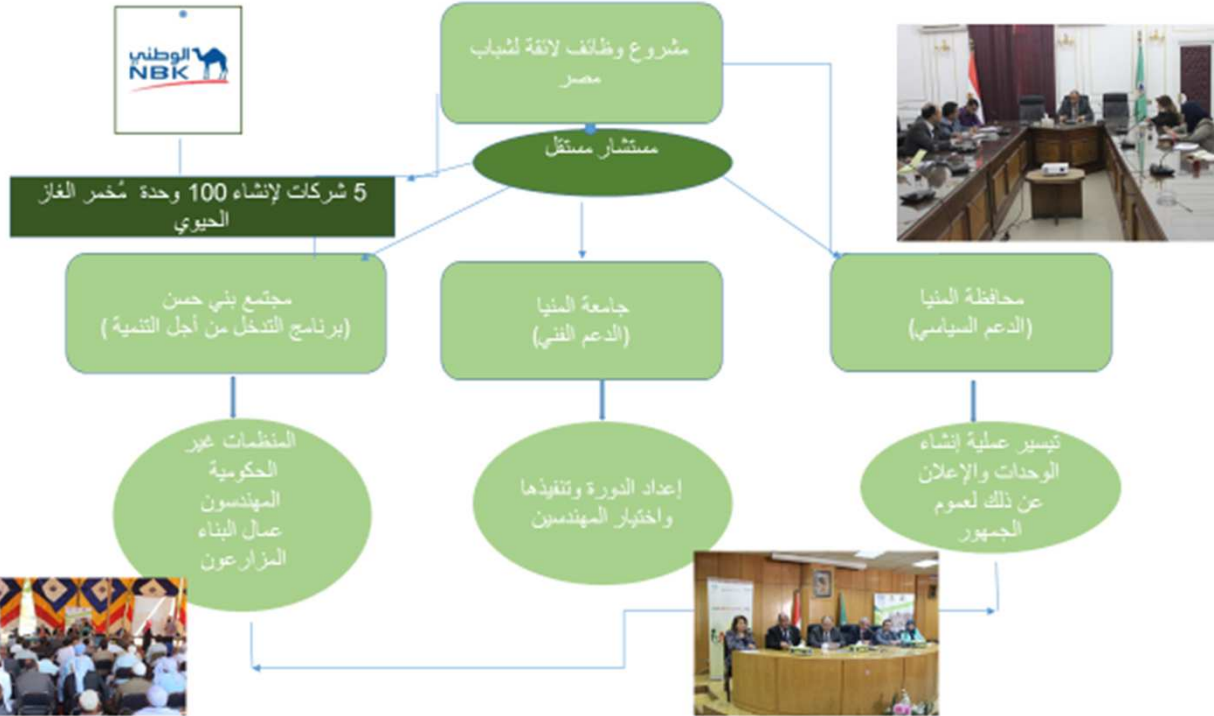 الوطني
NBK
مشروع وظائف لائقة لشباب
مصر
مستشار مستقل
5 شركات لإنشاء 100 وحدة مُخمر الغاز
الحيوي
محافظة المنيا
(الدعم السياسي)
جامعة المنيا
(الدعم الفني)
مجتمع بني حسن
(برنامج التدخل من أجل التنمية )
تيسير عملية إنشاء
الوحدات والإعلان
عن ذلك لعموم
الجمهور
إعداد الدورة وتنفيذها
واختيار المهندسين
المنظمات غير
الحكومية
المهندسون
عمال البناء
المزارعون